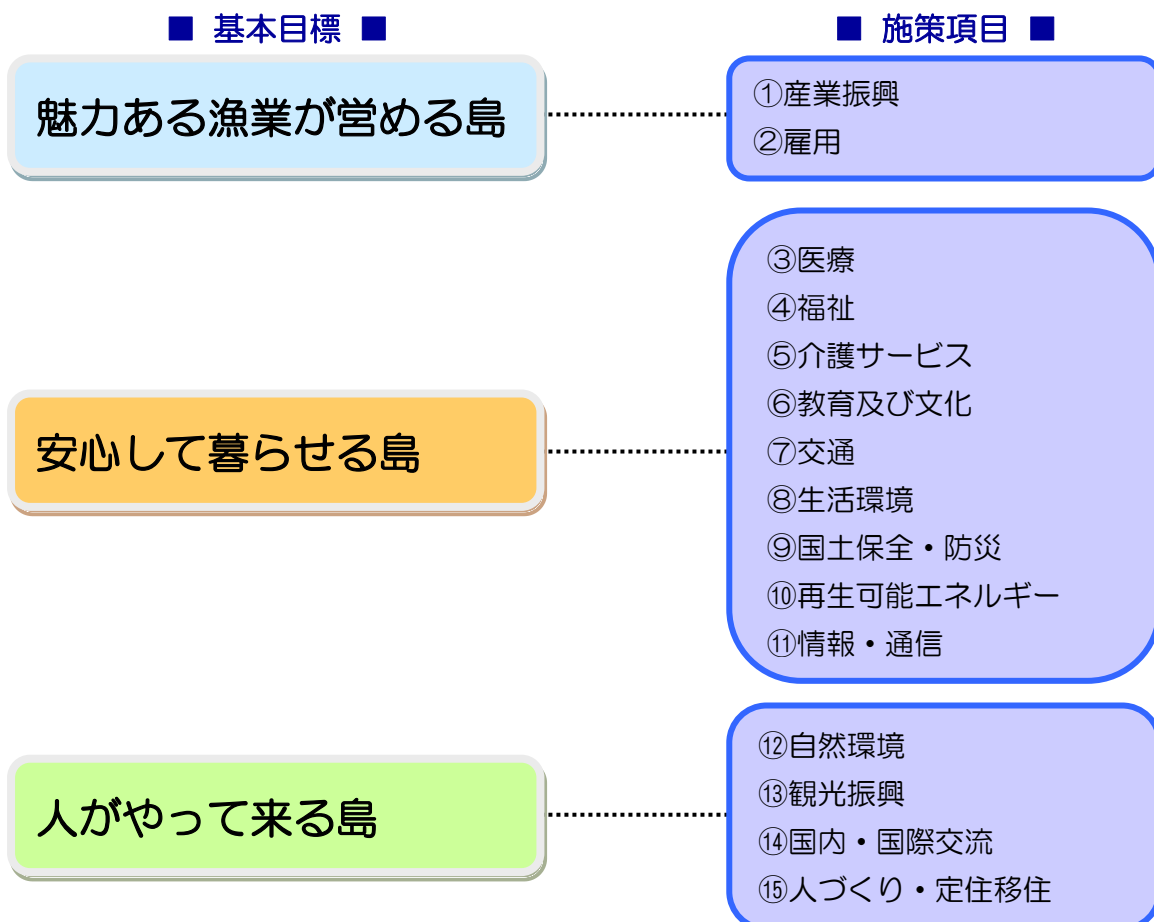 ■ 基本目標 ■
■ 施策項目 ■
魅力ある漁業が営める島
①産業振興
②雇用
安心して暮らせる島
③医療
④福祉
⑤介護サービス
⑥教育及び文化
⑦交通
⑧生活環境
⑨国土保全・防災
⑩再生可能エネルギー
⑪情報・通信
人がやって来る島
⑫自然環境
⑬観光振興
⑭国内・国際交流
⑮人づくり・定住移住